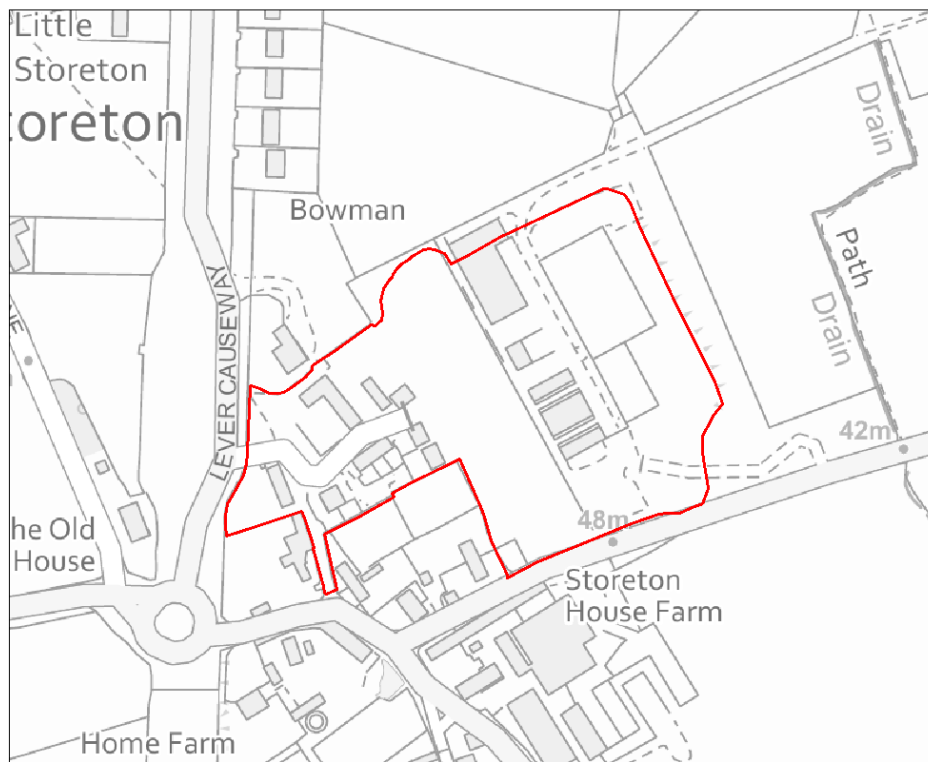 Little
Storeton
toreton
Bowman
Drain
Path
Drain
LEVER CAUSEWAY
42m
48m
he Old
House
Storeton
House Farm
Home Farm